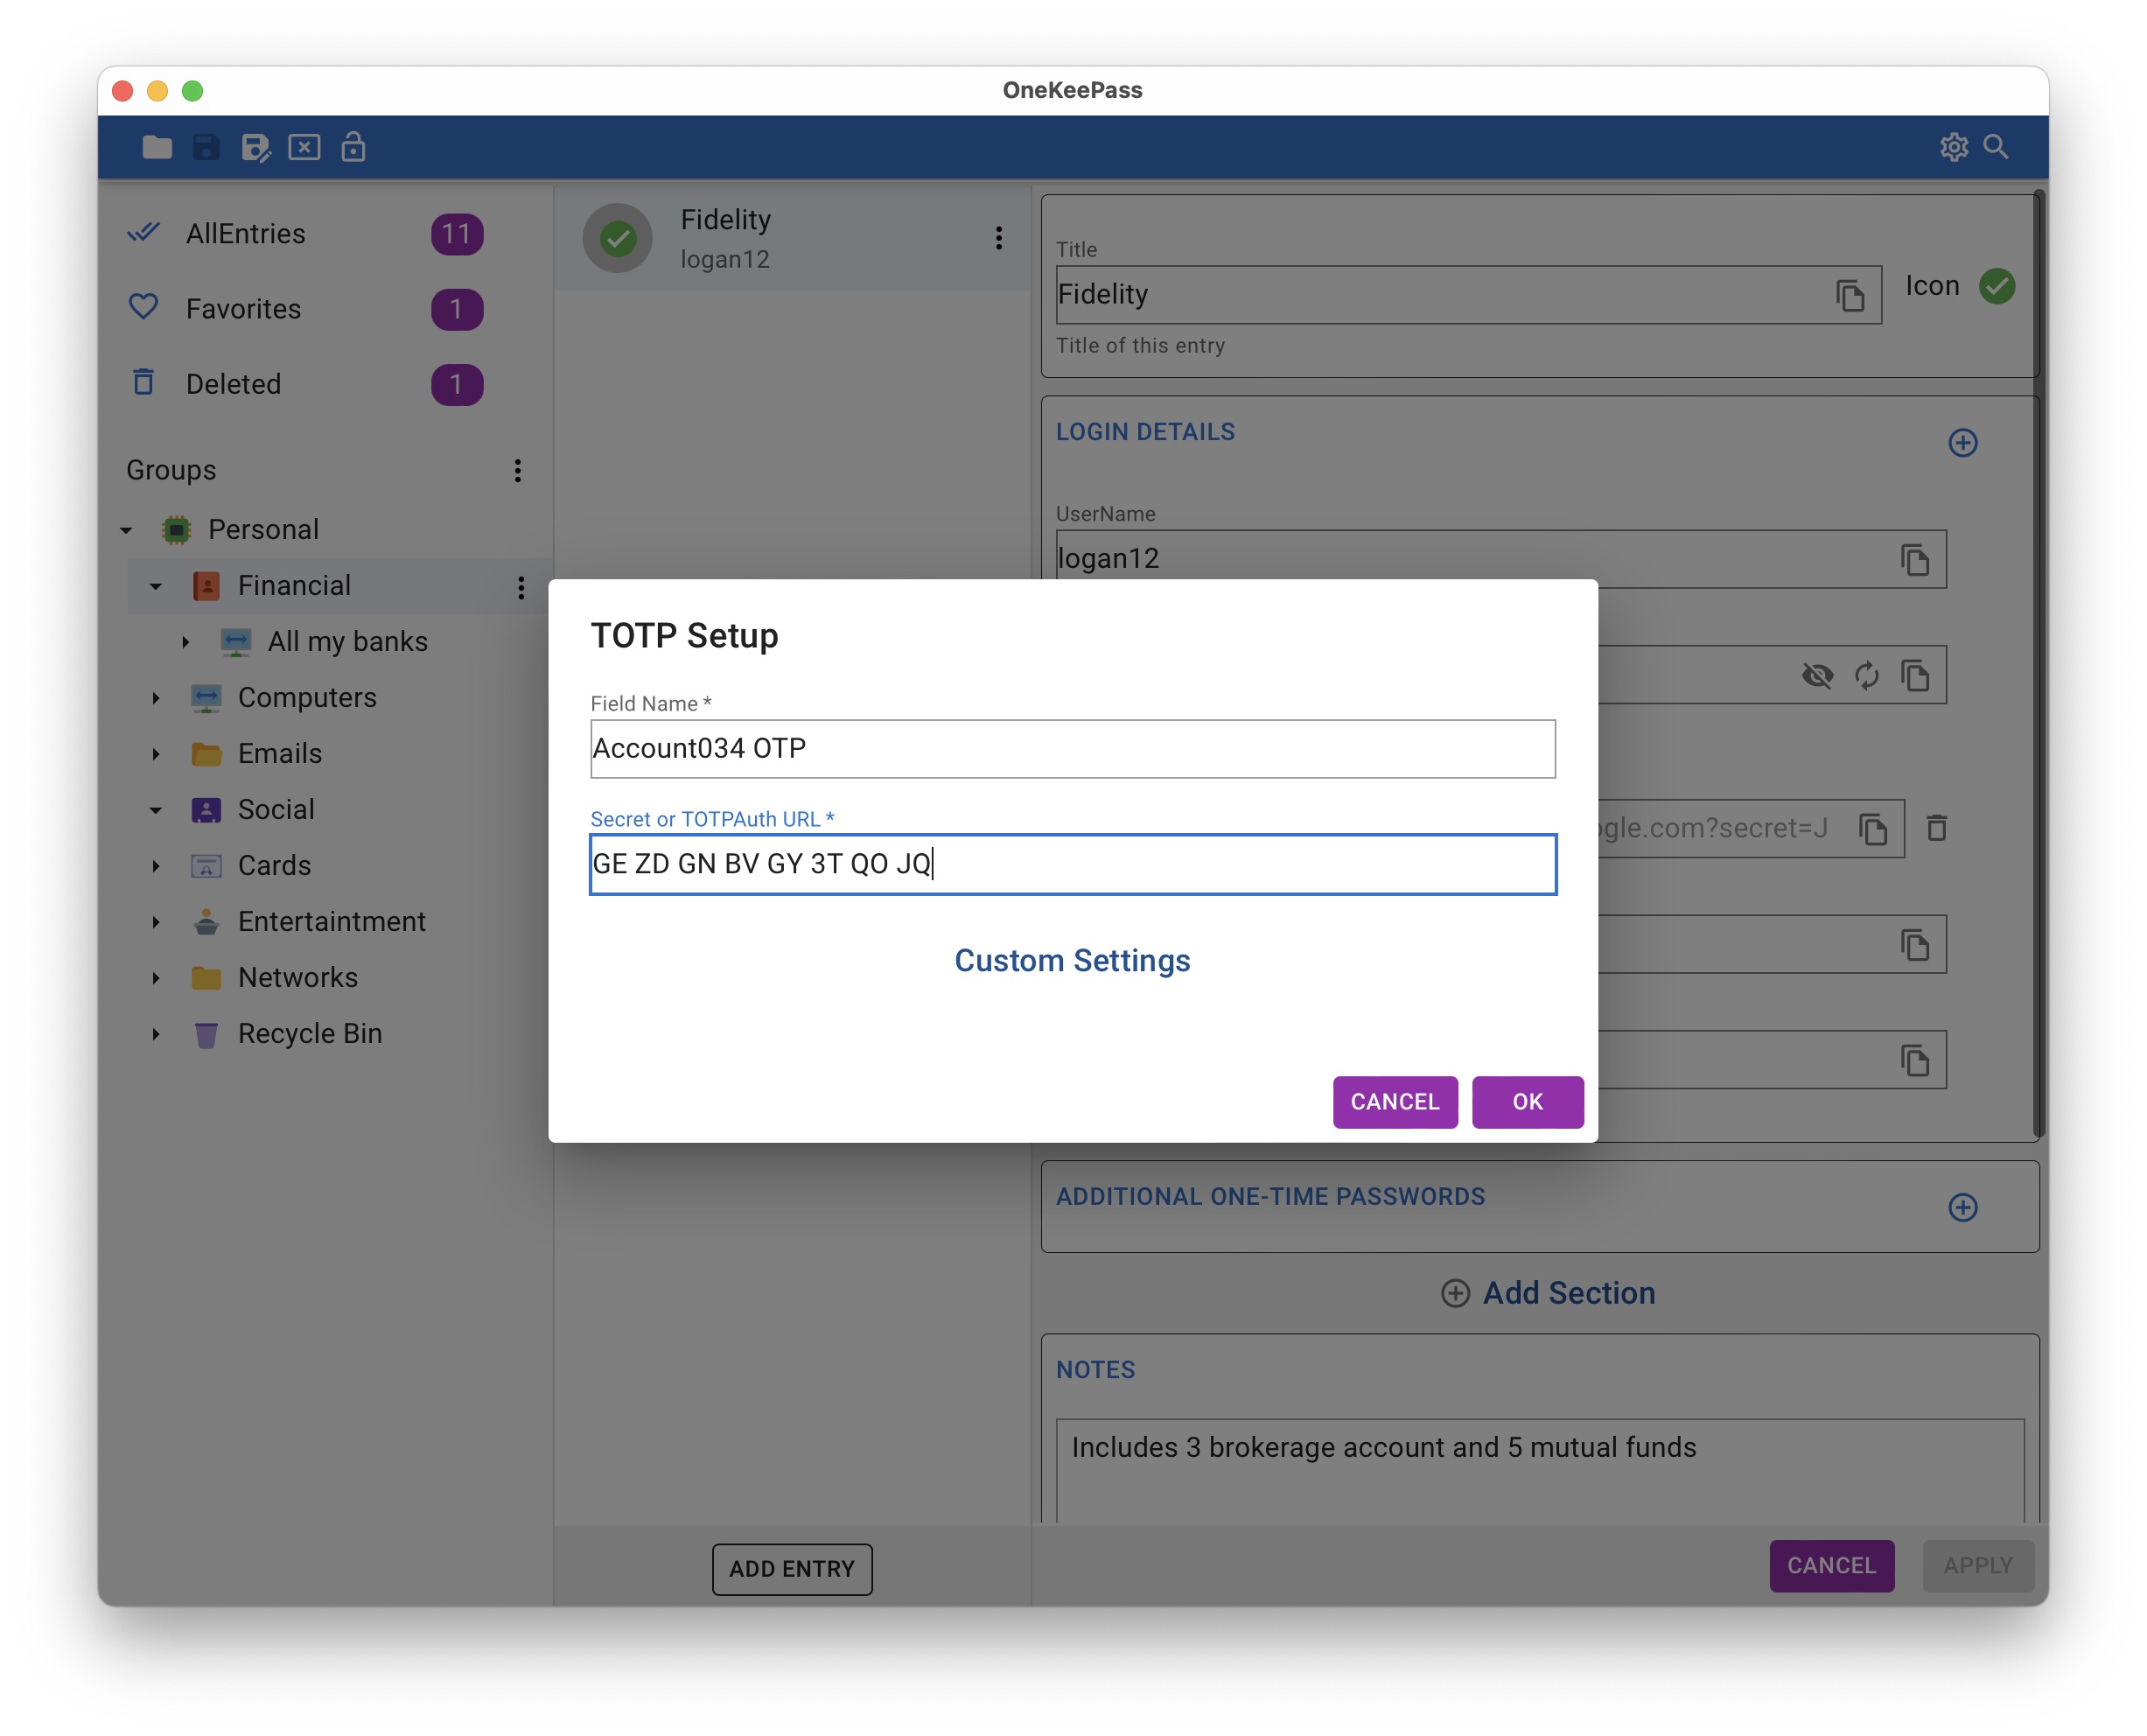 OneKeePass
AllEntries 11
Favorites 1
Deleted 1
Groups
Personal
Financial
All my banks
Computers
Emails
Social
Cards
Entertaintment
Networks
Recycle Bin
Fidelity
logan12
ADD ENTRY
Title
Fidelity
Icon
Title of this entry
LOGIN DETAILS
UserName
logan12
TOTP Setup
Field Name *
Account034 OTP
Secret or TOTPAuth URL *
GE ZD GN BV GY 3T QO JQ
Custom Settings
CANCEL OK
gle.com?secret=J
ADDITIONAL ONE-TIME PASSWORDS
Add Section
NOTES
Includes 3 brokerage account and 5 mutual funds
CANCEL APPLY